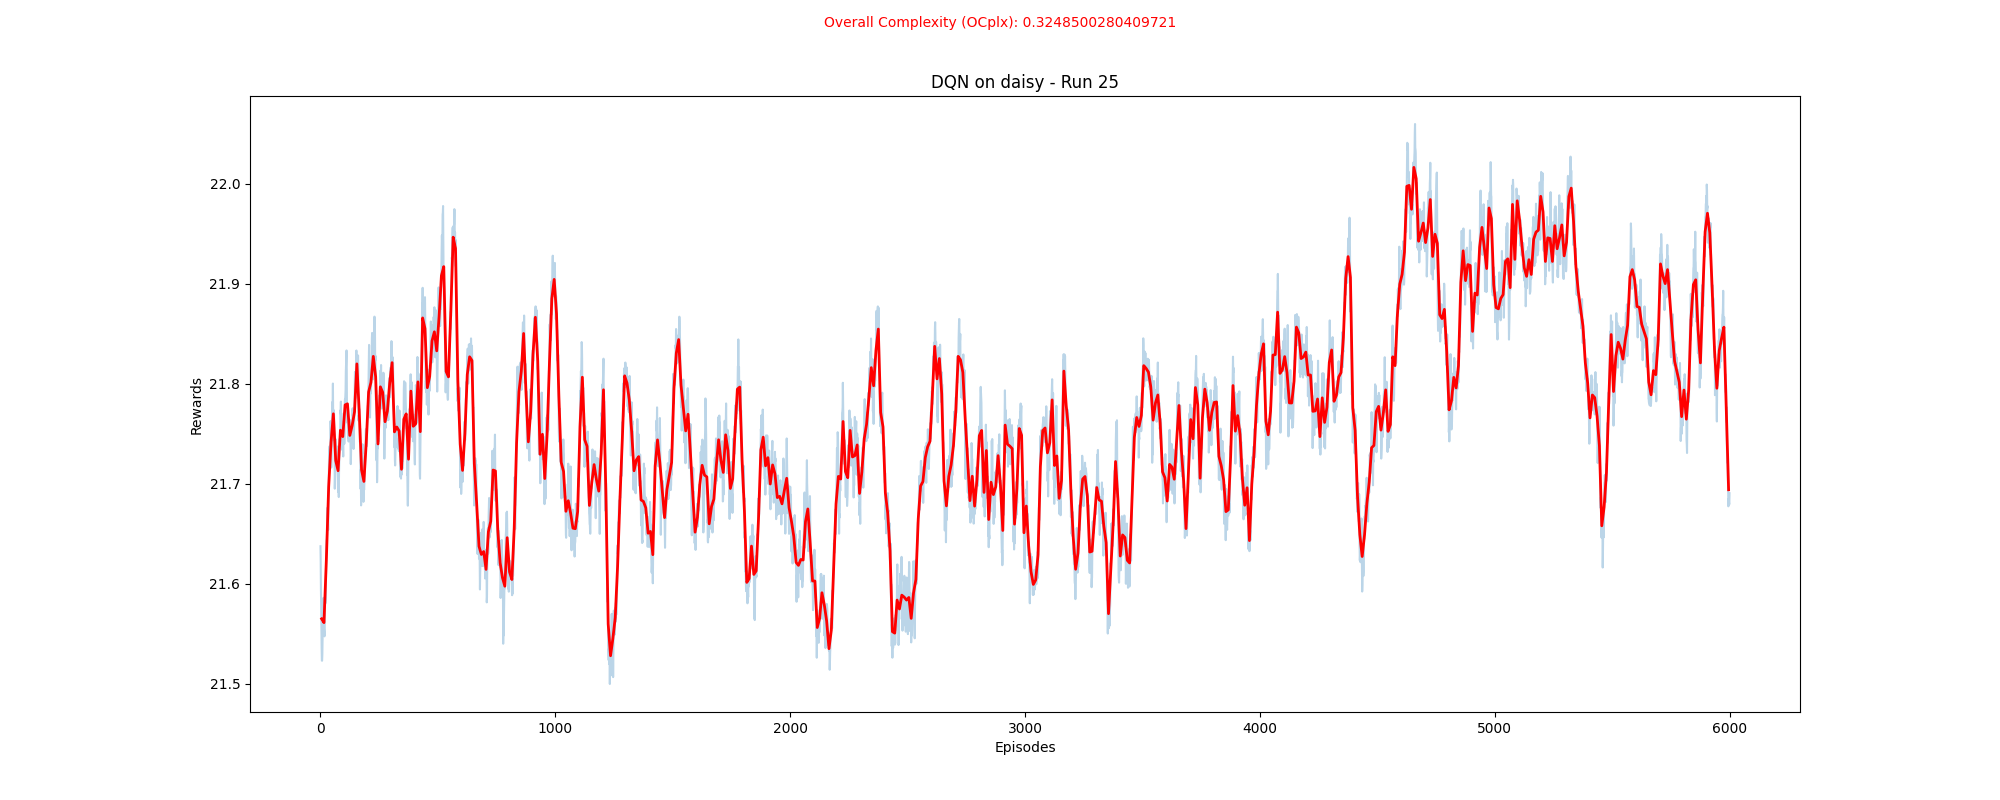 Overall Complexity (OCplx): 0.3248500280409721
DQN on daisy - Run 25
Rewards
22.0
21.9
21.8
21.7
21.6
21.5
0 1000 2000 3000 4000 5000 6000
Episodes